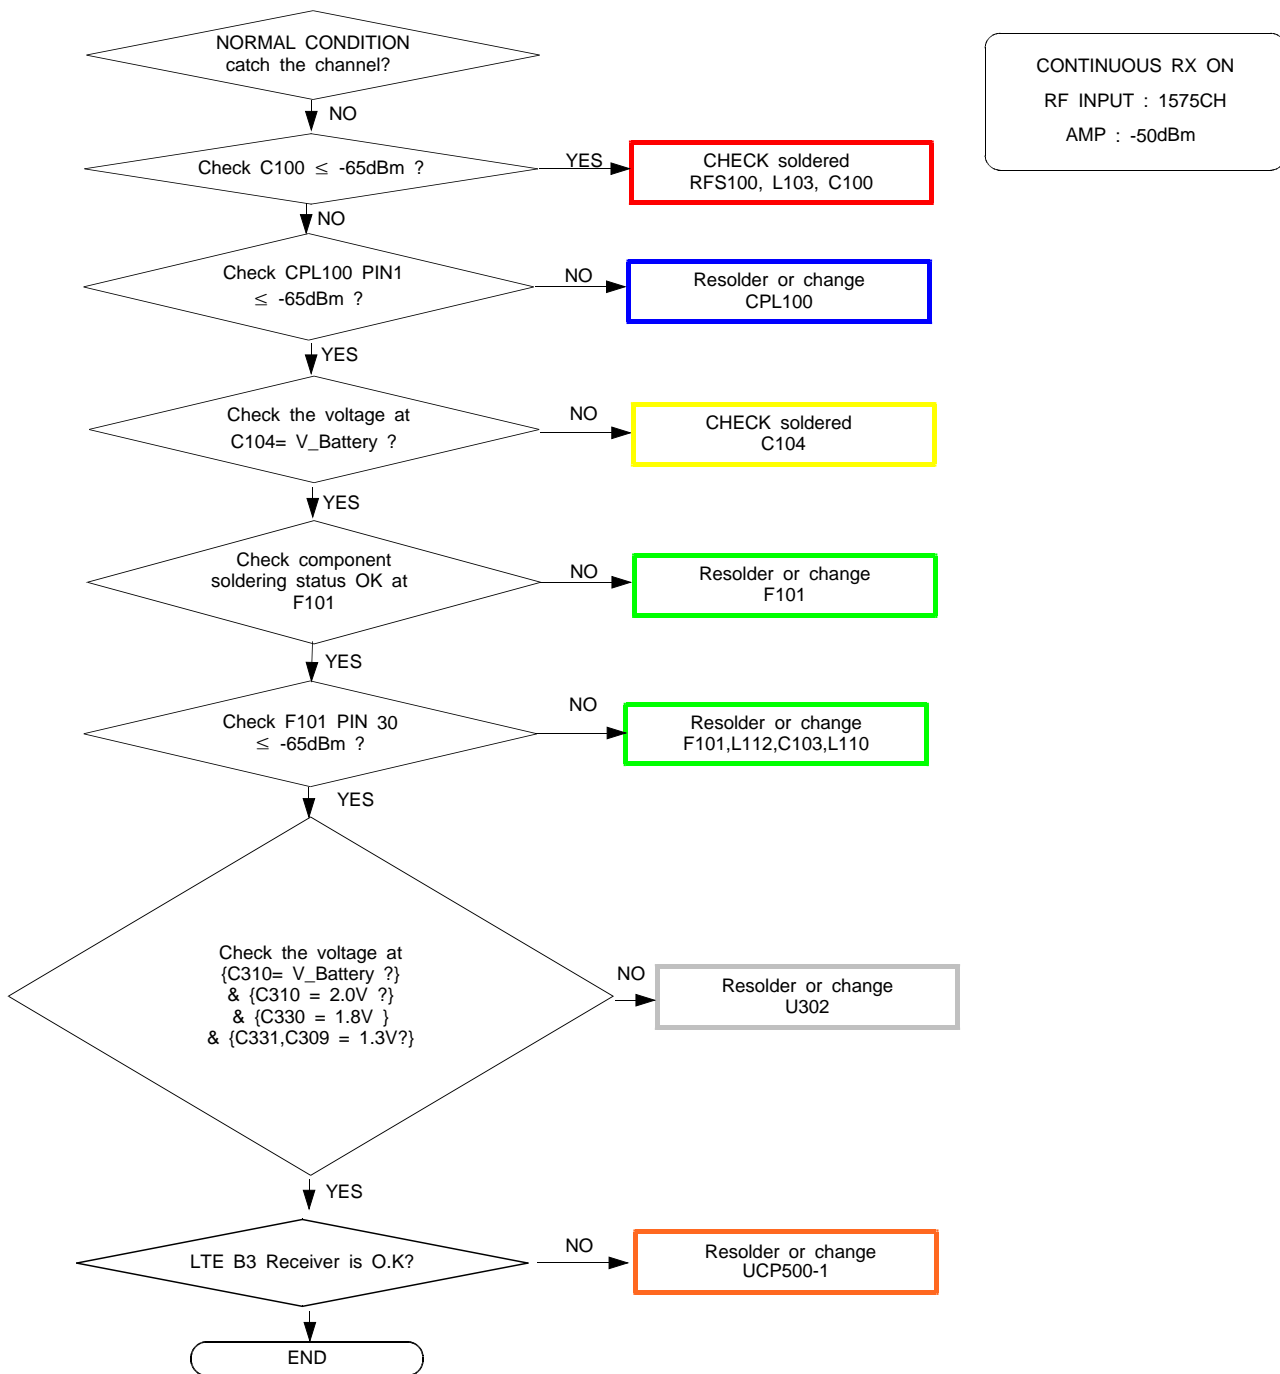 NORMAL CONDITION
catch the channel?
CONTINUOUS RX ON
RF INPUT : 1575CH
AMP : -50dBm
NO
Check C100 ≤ -65dBm ?
YES
CHECK soldered
RFS100, L103, C100
NO
Check CPL100 PIN1
≤ -65dBm ?
NO
Resolder or change
CPL100
YES
Check the voltage at
C104= V_Battery ?
NO
CHECK soldered
C104
YES
Check component
soldering status OK at
F101
NO
Resolder or change
F101
YES
Check F101 PIN 30
≤ -65dBm ?
NO
Resolder or change
F101,L112,C103,L110
YES
Check the voltage at
{C310= V_Battery ?}
& {C310 = 2.0V ?}
& {C330 = 1.8V }
& {C331,C309 = 1.3V?}
NO
Resolder or change
U302
YES
LTE B3 Receiver is O.K?
NO
Resolder or change
UCP500-1
END